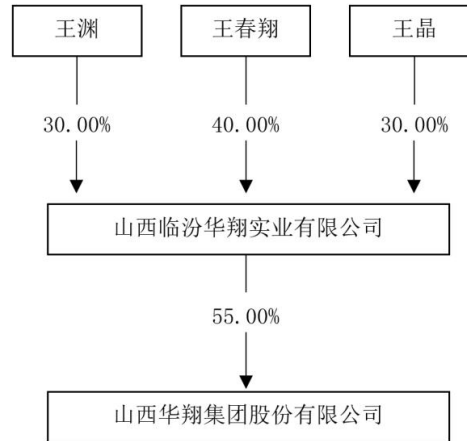 王渊
王春翔
王晶
30.00%
40.00%
30.00%
山西临汾华翔实业有限公司
55.00%
山西华翔集团股份有限公司